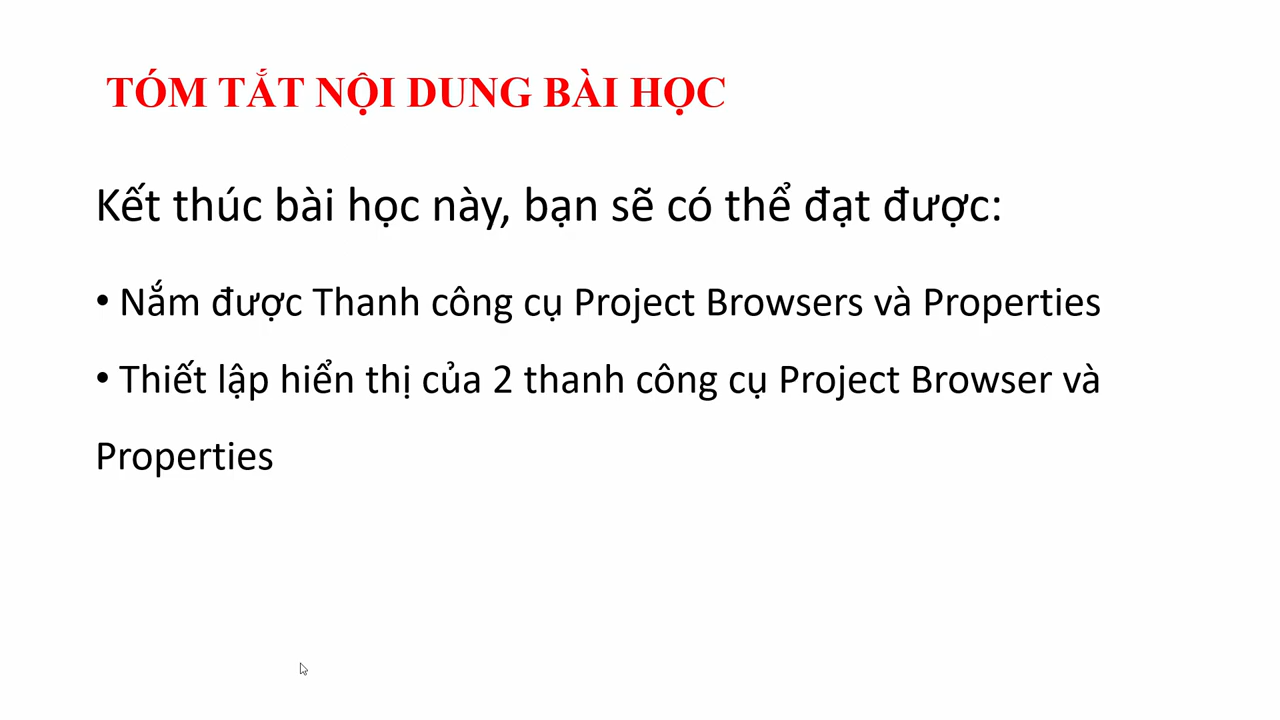 TÓM TẮT NỘI DUNG BÀI HỌC
Kết thúc bài học này, bạn sẽ có thể đạt được:
• Nắm được Thanh công cụ Project Browsers và Properties
• Thiết lập hiển thị của 2 thanh công cụ Project Browser và
Properties